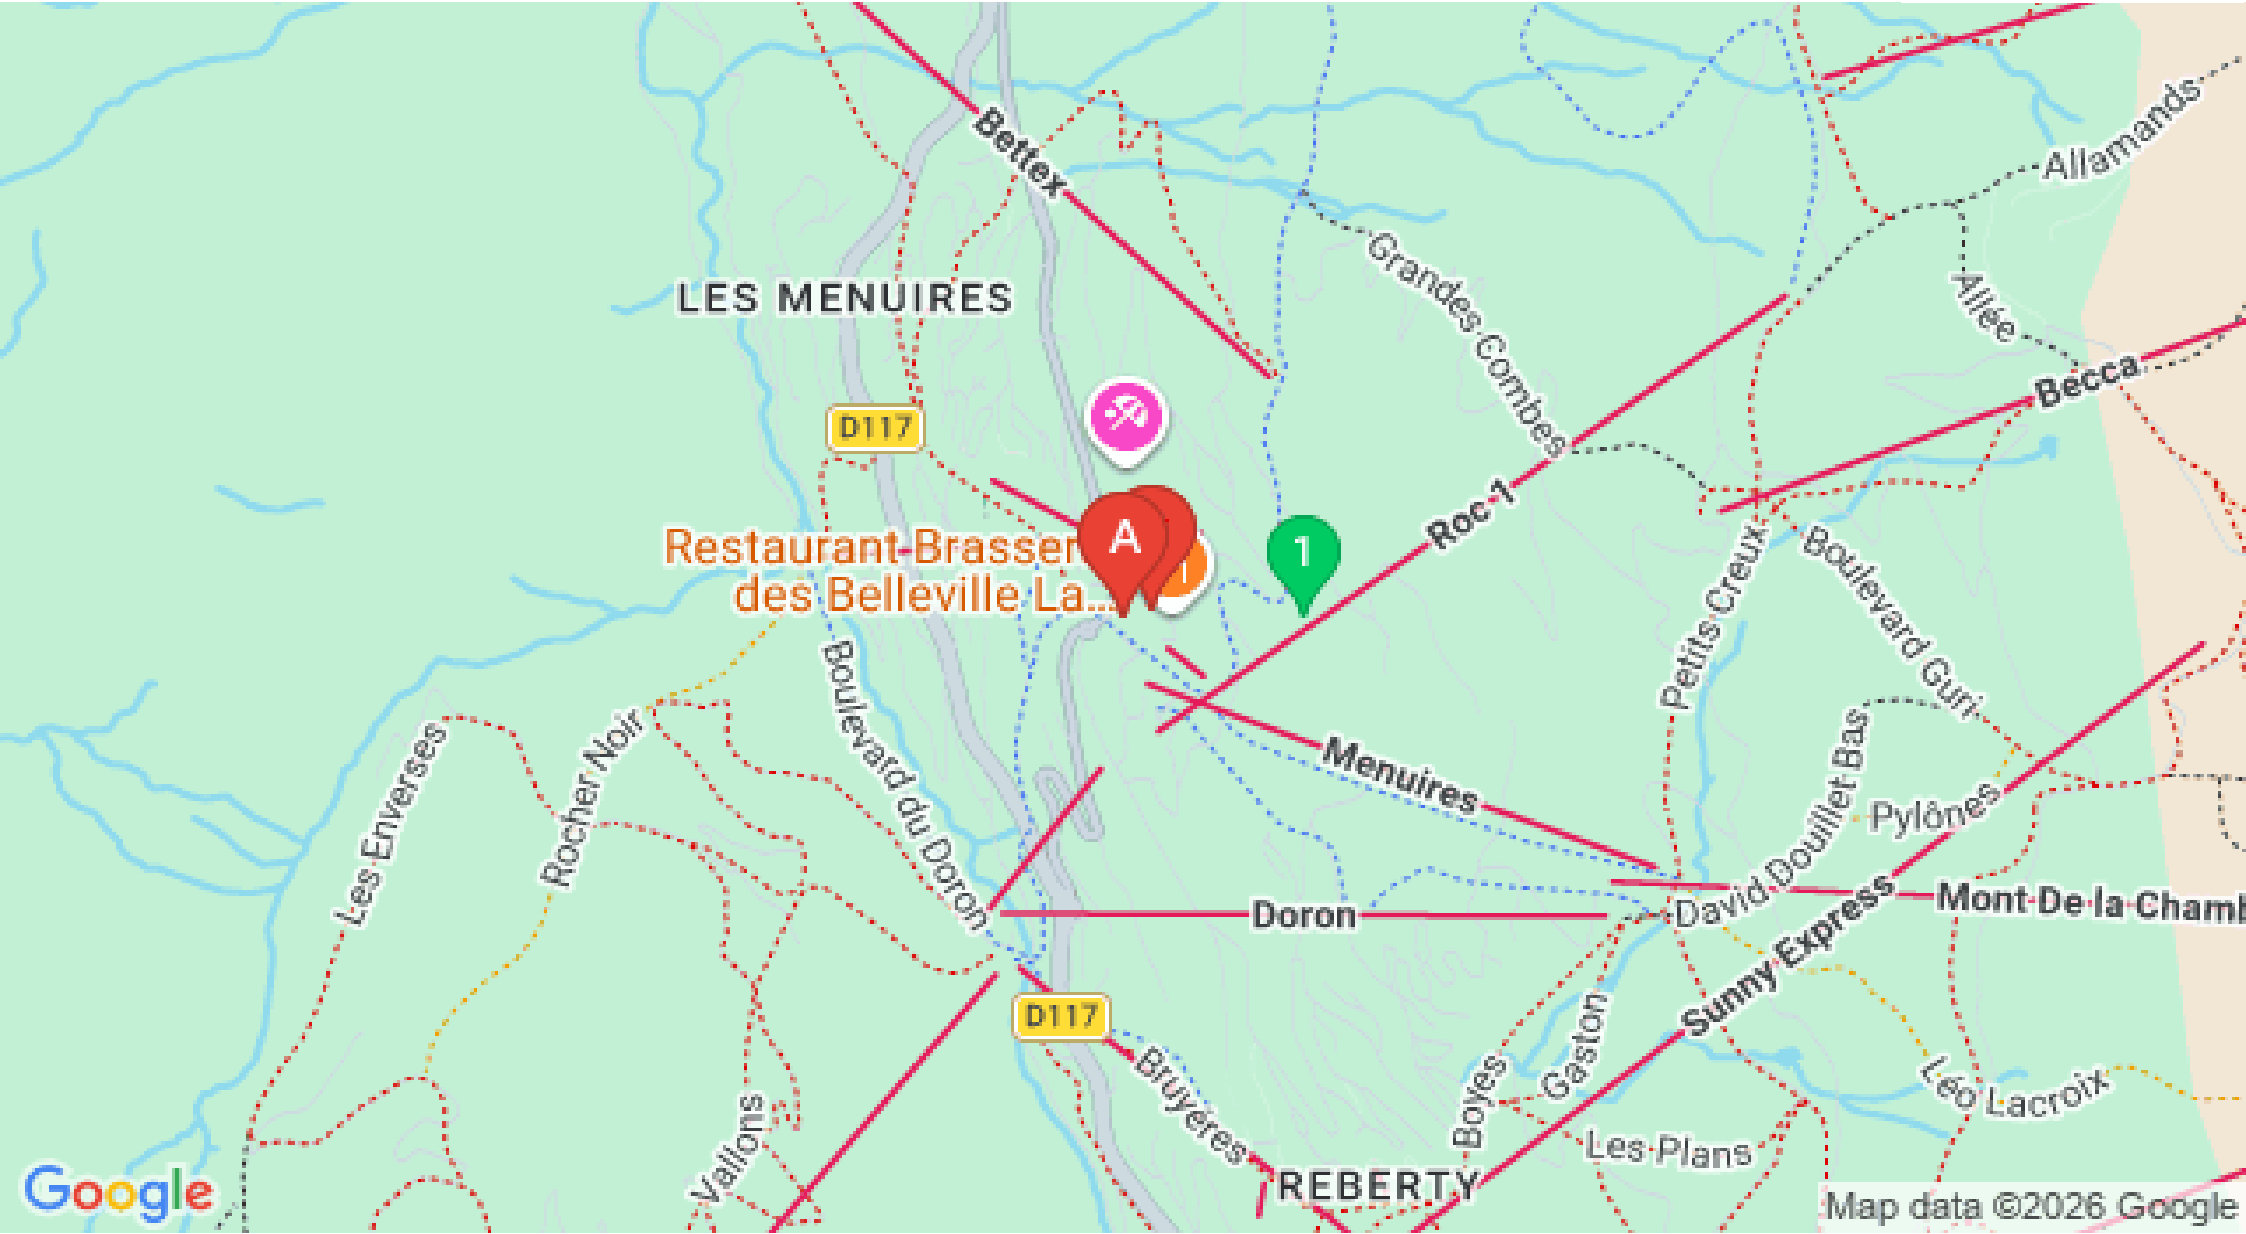 Bettex
Allamands
Grandes Combes
Allée
LES MENUIRES
Becca
D117
Roc 1
Restaurant Brasser
des Belleville La...
A
1
Petits Creux
Boulevard Guri
Boulevard du Doron
Les Enverses
Rocher Noir
Menuires
David Douillet Bas
Pylônes
Doron
Mont De la Chamb
Sunny Express
D117
Bruyères
Gaston
Boyes
Léo Lacroix
Les Plans
Vallons
REBERTY
Google
Map data ©2026 Google